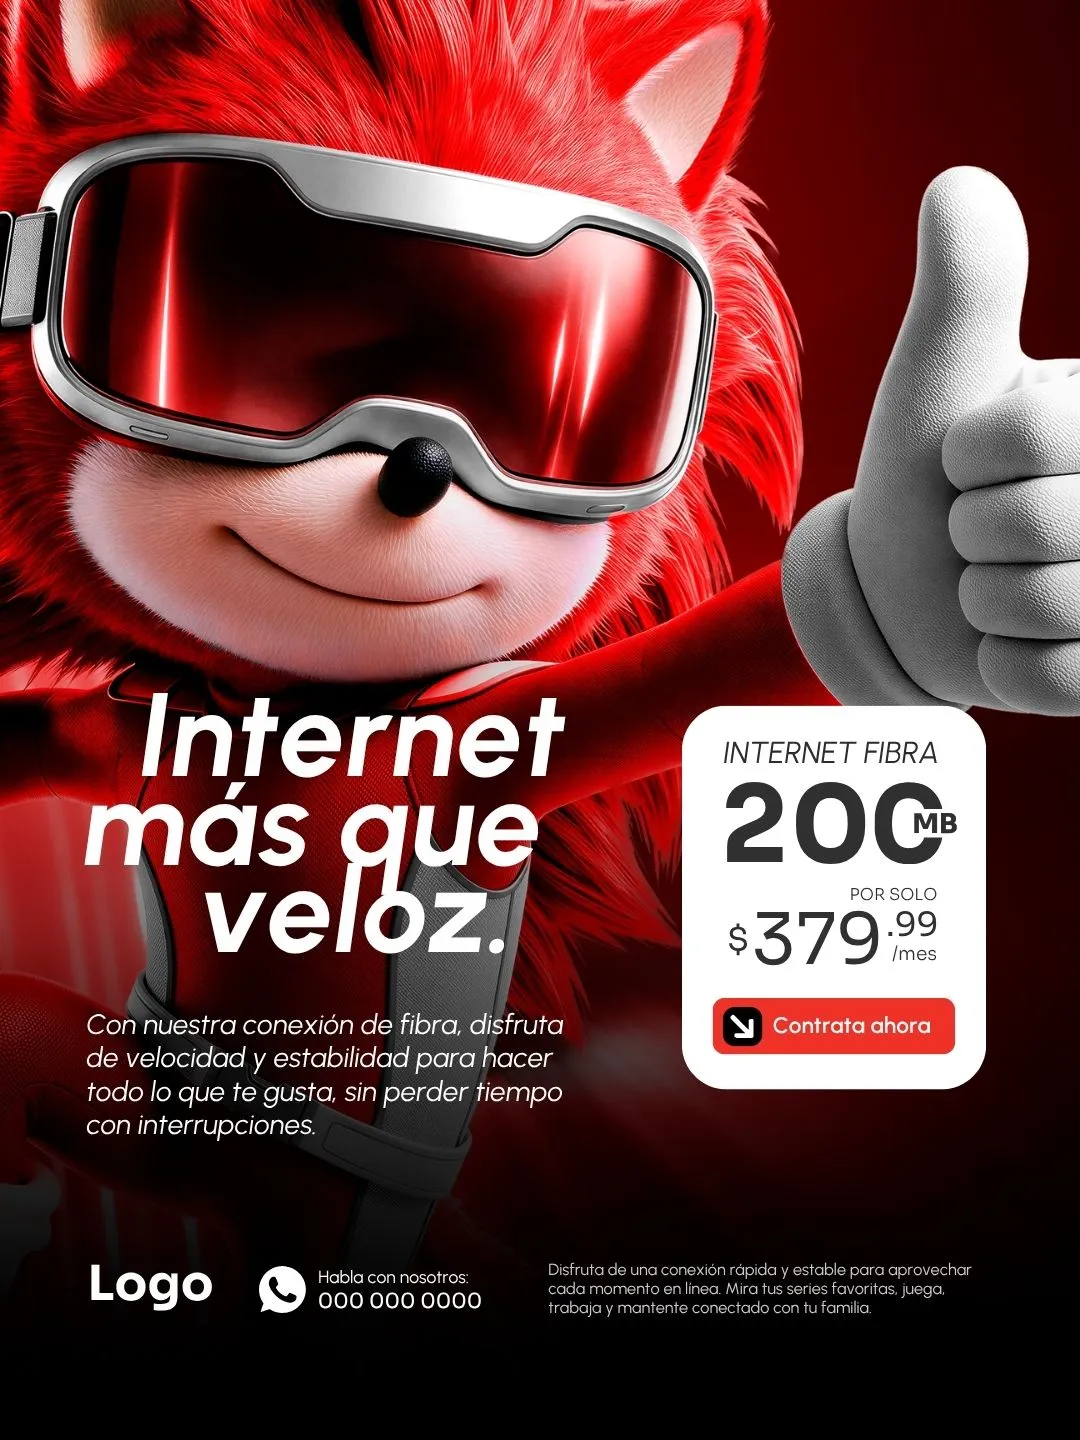 Internet
más que
veloz.
Con nuestra conexión de fibra, disfruta
de velocidad y estabilidad para hacer
todo lo que te gusta, sin perder tiempo
con interrupciones.
INTERNET FIBRA
200 MB
POR SOLO
$379.99
/mes
Contrata ahora
Logo
Habla con nosotros:
000 000 0000
Disfruta de una conexión rápida y estable para aprovechar
cada momento en línea. Mira tus series favoritas, juega,
trabaja y mantente conectado con tu familia.